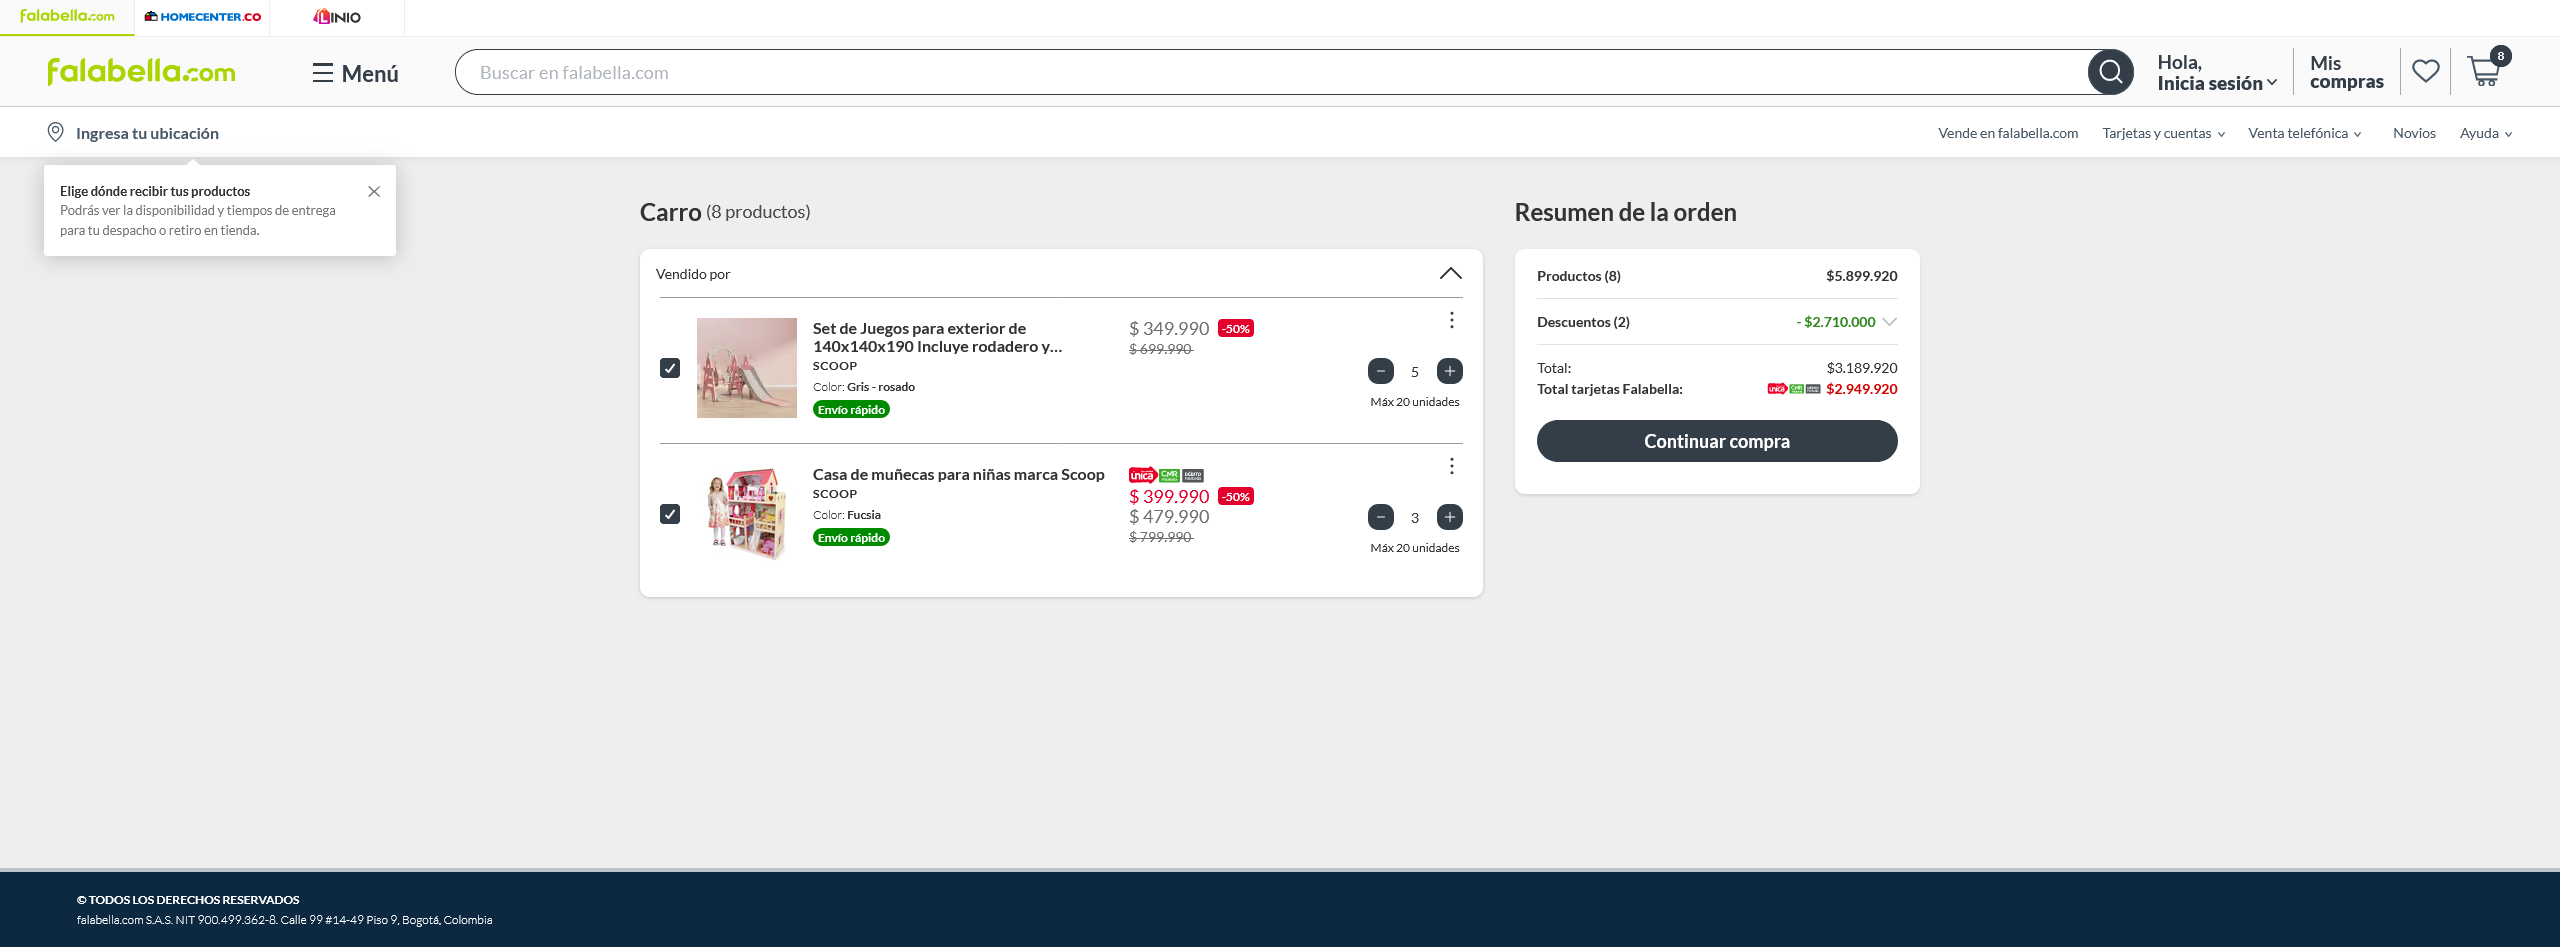 falabella.com
HOMECENTER.CO
LINIO
falabella.com
Menú
Buscar en falabella.com
Hola,
Inicia sesión
Mis
compras
8
Ingresa tu ubicación
Vende en falabella.com
Tarjetas y cuentas
Venta telefónica
Novios
Ayuda
Elige dónde recibir tus productos
Podrás ver la disponibilidad y tiempos de entrega
para tu despacho o retiro en tienda.
Carro (8 productos)
Vendido por
Set de Juegos para exterior de
140x140x190 Incluye rodadero y...
SCOOP
Color: Gris - rosado
Envío rápido
$ 349.990 -50%
$ 699.990
5
Máx 20 unidades
Casa de muñecas para niñas marca Scoop
SCOOP
Color: Fucsia
Envío rápido
única CMR Falabella DÉBITO Falabella
$ 399.990 -50%
$ 479.990
$ 799.990
3
Máx 20 unidades
Resumen de la orden
Productos (8) $5.899.920
Descuentos (2) - $2.710.000
Total: $3.189.920
Total tarjetas Falabella: única CMR $2.949.920
Continuar compra
© TODOS LOS DERECHOS RESERVADOS
falabella.com S.A.S. NIT 900.499.362-8. Calle 99 #14-49 Piso 9, Bogotá, Colombia